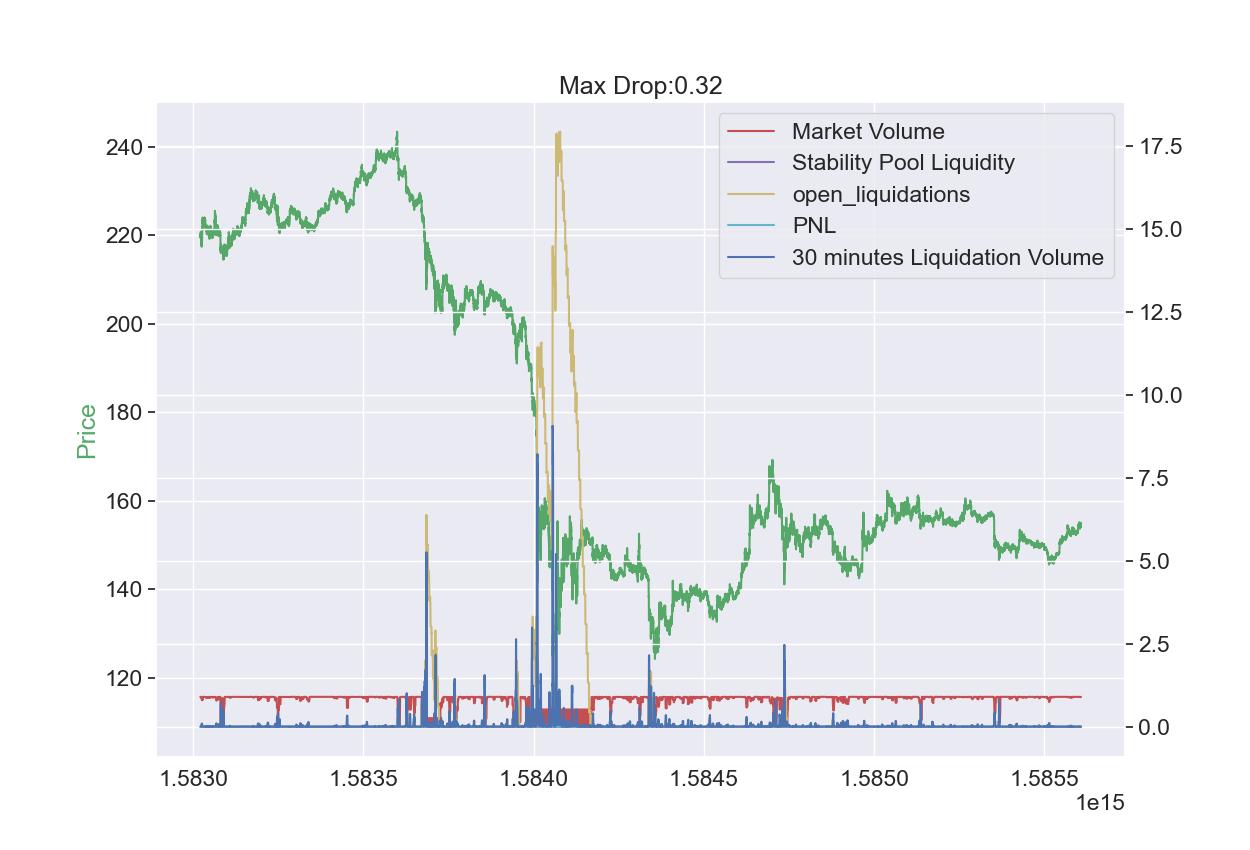 Max Drop:0.32
Market Volume
Stability Pool Liquidity
open_liquidations
PNL
30 minutes Liquidation Volume
Price
240
220
200
180
160
140
120
17.5
15.0
12.5
10.0
7.5
5.0
2.5
0.0
1.5830 1.5835 1.5840 1.5845 1.5850 1.5855
1e15